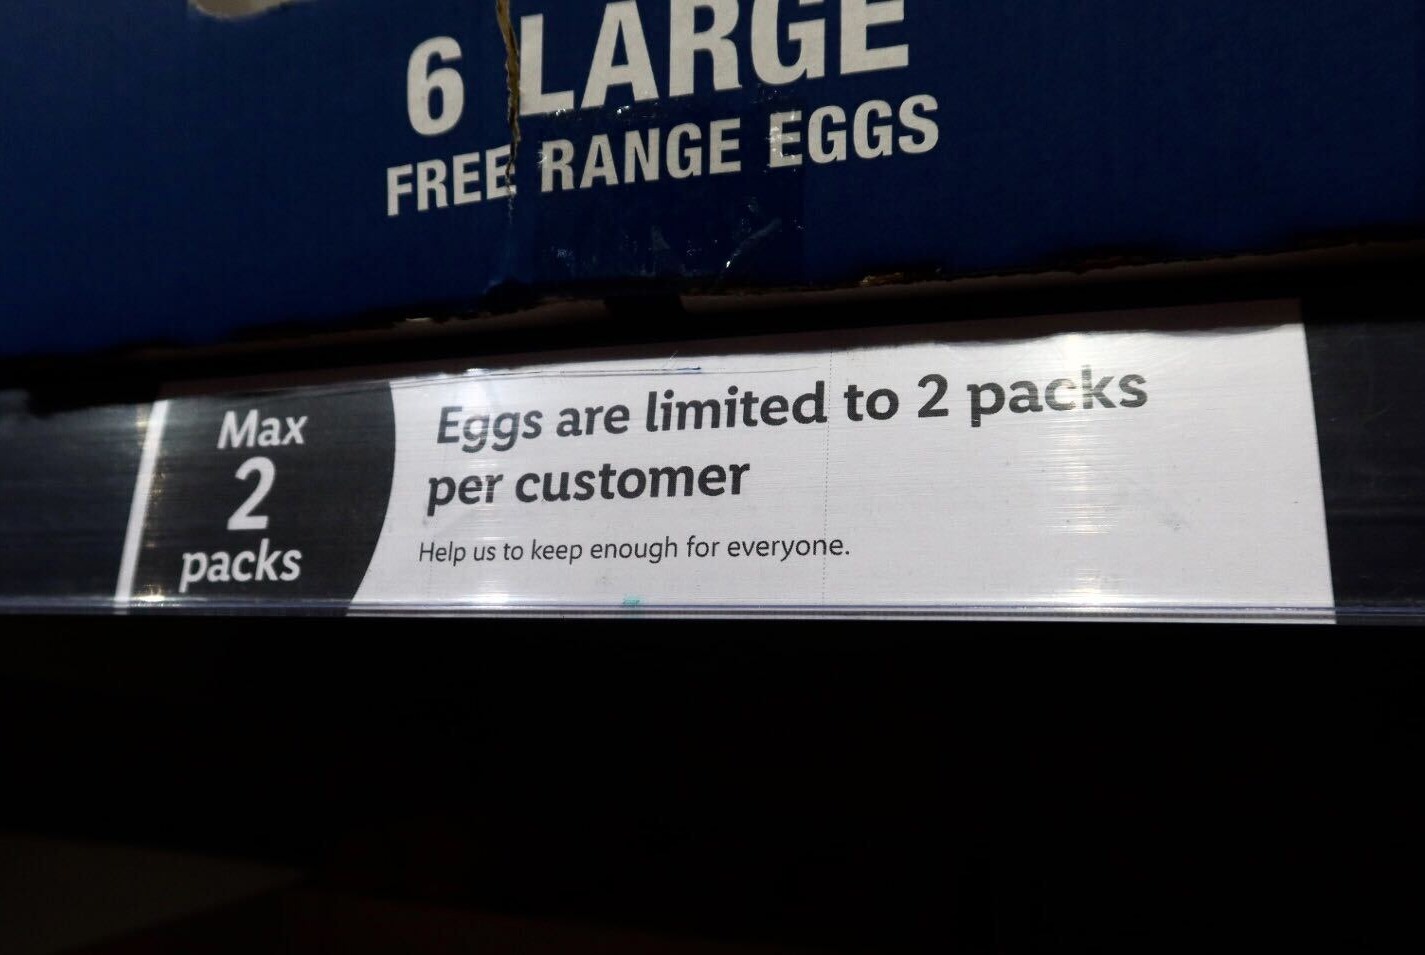 6 LARGE
FREE RANGE EGGS
Max
2
packs
Eggs are limited to 2 packs
per customer
Help us to keep enough for everyone.